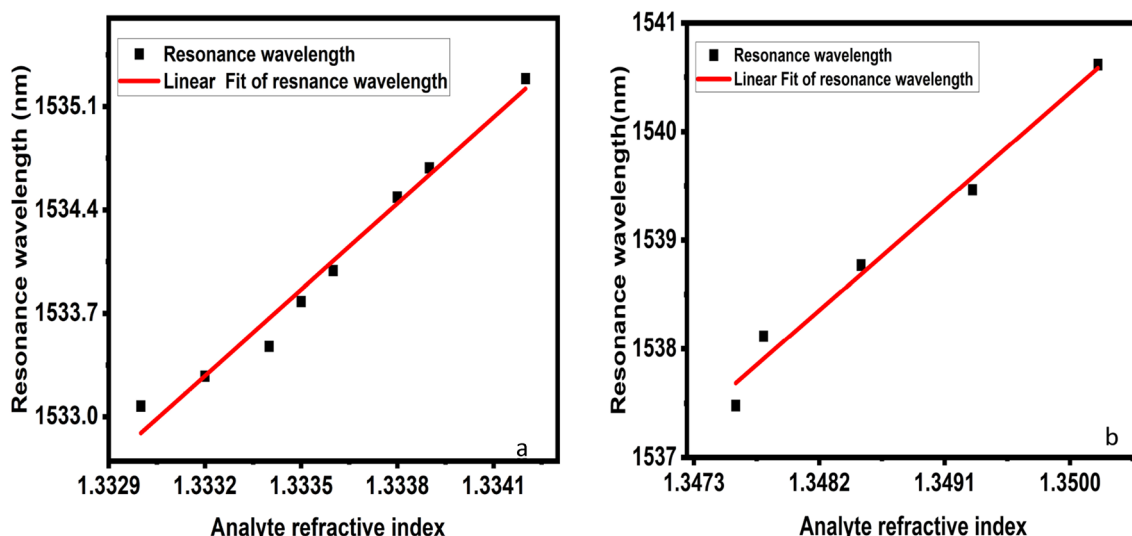 Resonance wavelength (nm)
1535.1
1534.4
1533.7
1533.0
Resonance wavelength
Linear Fit of resnance wavelength
a
1.3329 1.3332 1.3335 1.3338 1.3341
Analyte refractive index
Resonance wavelength(nm)
1541
1540
1539
1538
1537
Resonance wavelength
Linear Fit of resonance wavelength
b
1.3473 1.3482 1.3491 1.3500
Analyte refractive index